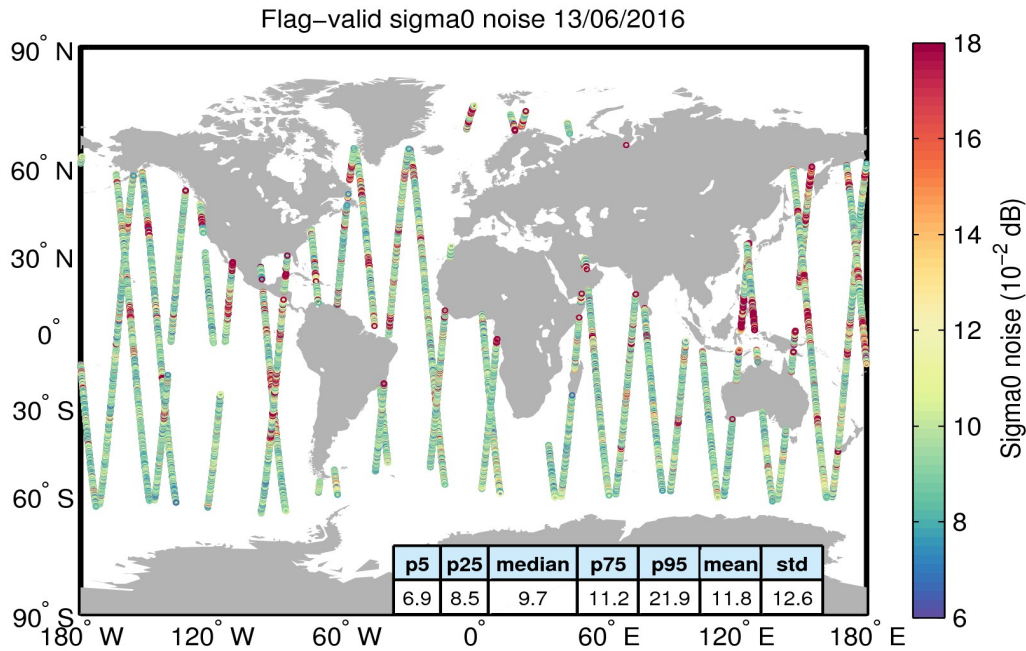 Flag−valid sigma0 noise 13/06/2016
90° N
60° N
30° N
0°
30° S
60° S
90° S
180° W
120° W
60° W
0°
60° E
120° E
180° E
p5 p25 median p75 p95 mean std
6.9 8.5 9.7 11.2 21.9 11.8 12.6
18
16
14
12
10
8
6
Sigma0 noise (10⁻² dB)